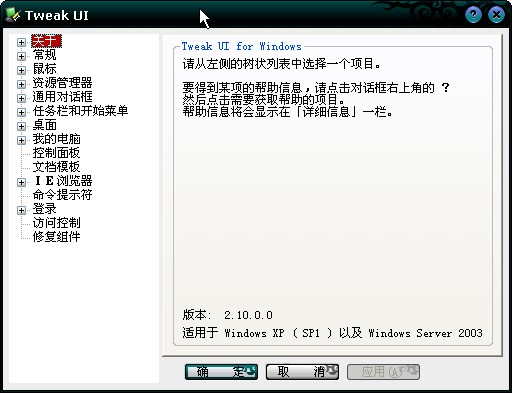 Tweak UI
关于
常规
鼠标
资源管理器
通用对话框
任务栏和开始菜单
桌面
我的电脑
控制面板
文档模板
ＩＥ浏览器
命令提示符
登录
访问控制
修复组件
Tweak UI for Windows
请从左侧的树状列表中选择一个项目。
要得到某项的帮助信息,请点击对话框右上角的 ?
然后点击需要获取帮助的项目。
帮助信息将会显示在「详细信息」一栏。
版本: 2.10.0.0
适用于 Windows XP ( SP1 ) 以及 Windows Server 2003
确 定
取 消
应用(A)